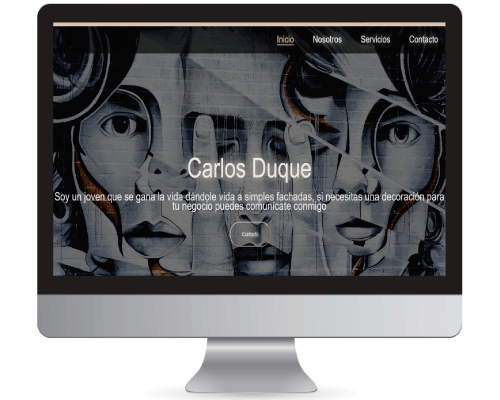 Inicio Nosotros Servicios Contacto
Carlos Duque
Soy un joven que se gana la vida dándole vida a simples fachadas, si necesitas una decoración para
tu negocio puedes comunicate conmigo
Contacto